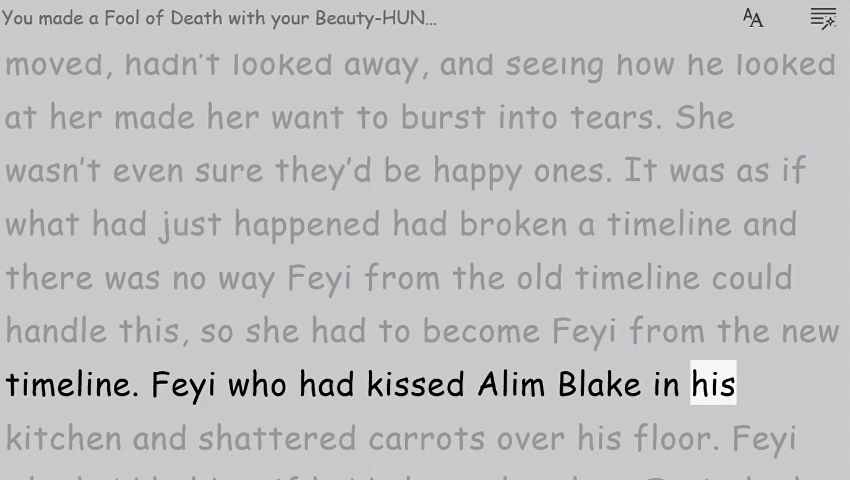 You made a Fool of Death with your Beauty-HUN...
AA
moved, hadn't looked away, and seeing how he looked
at her made her want to burst into tears. She
wasn't even sure they'd be happy ones. It was as if
what had just happened had broken a timeline and
there was no way Feyi from the old timeline could
handle this, so she had to become Feyi from the new
timeline. Feyi who had kissed Alim Blake in his
kitchen and shattered carrots over his floor. Feyi